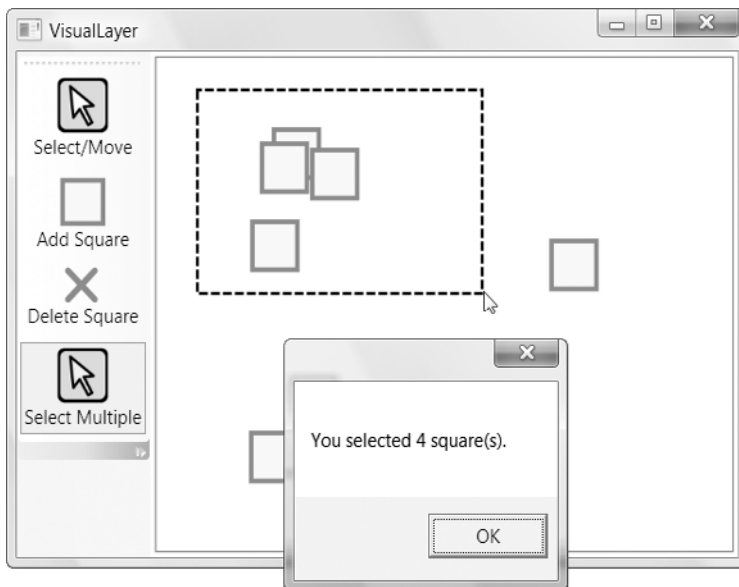 VisualLayer
Select/Move
Add Square
Delete Square
Select Multiple
You selected 4 square(s).
OK